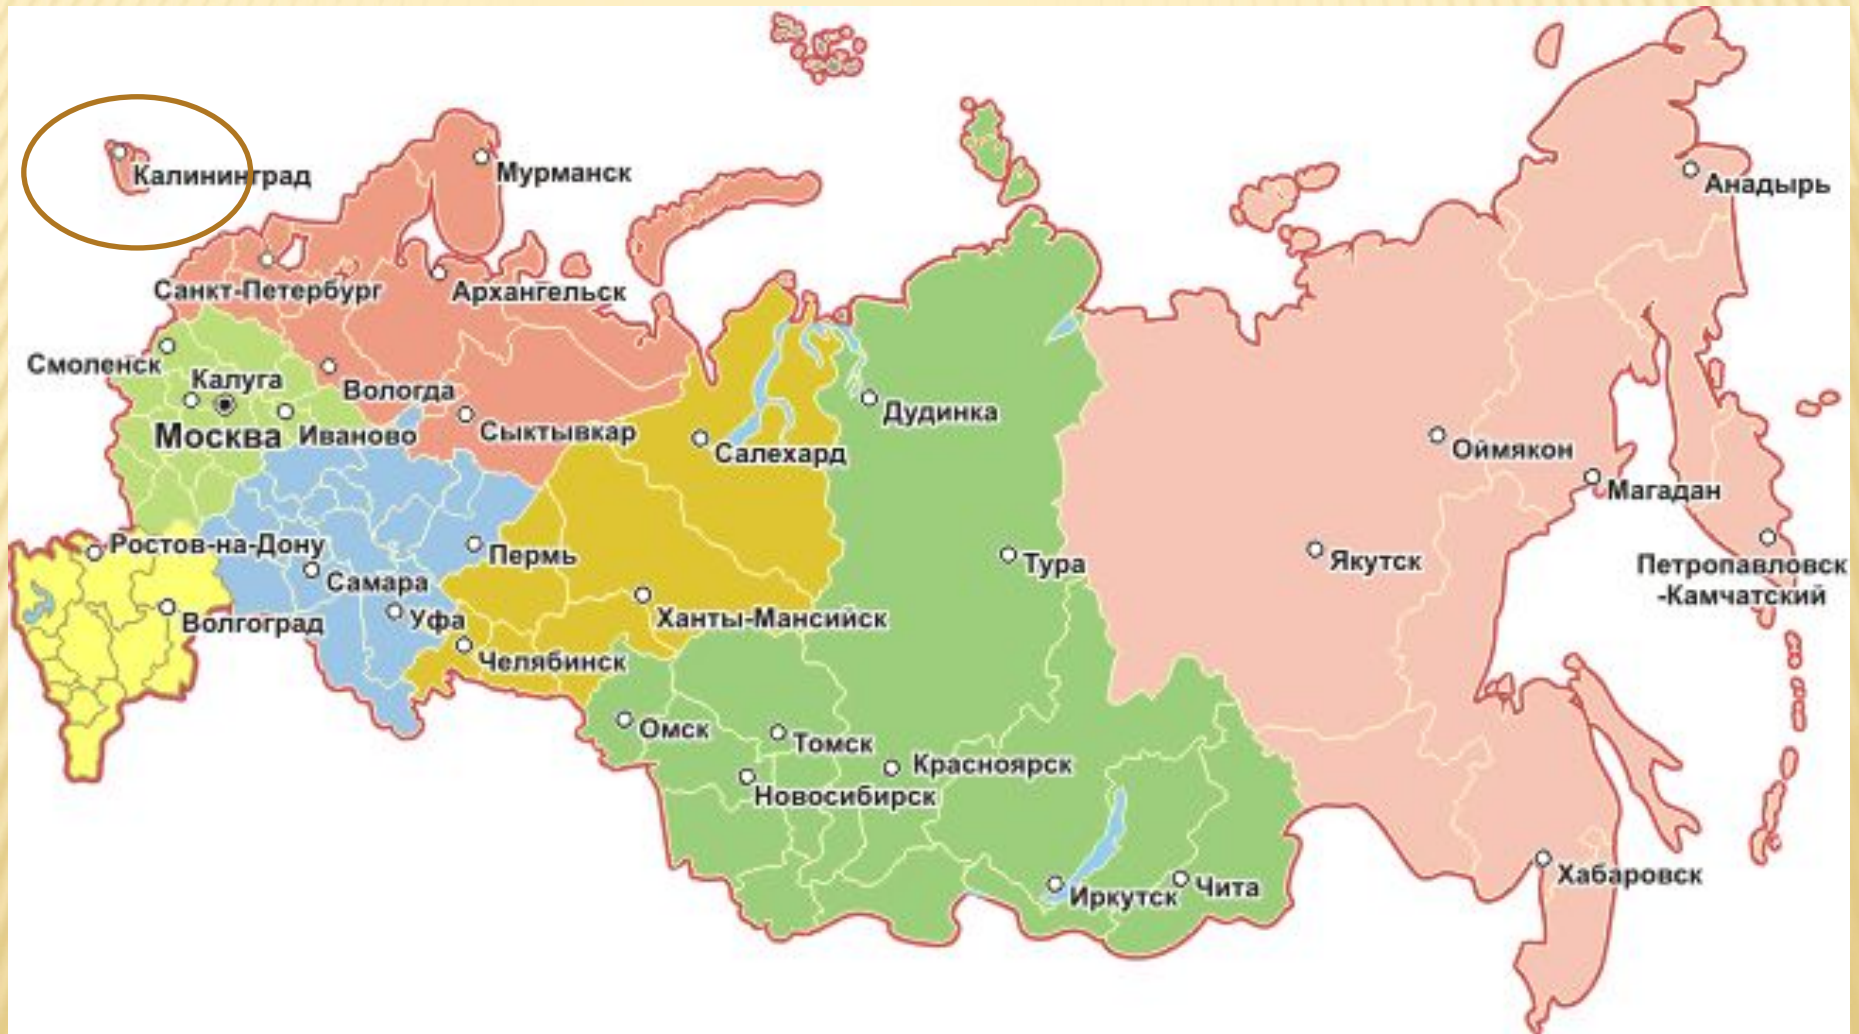 Калининград
Мурманск
Анадырь
Санкт-Петербург
Архангельск
Смоленск
Калуга
Вологда
Москва
Иваново
Сыктывкар
Салехард
Дудинка
Оймякон
Магадан
Ростов-на-Дону
Пермь
Самара
Тура
Якутск
Петропавловск
-Камчатский
Волгоград
Уфа
Ханты-Мансийск
Челябинск
Омск
Томск
Красноярск
Новосибирск
Иркутск
Чита
Хабаровск